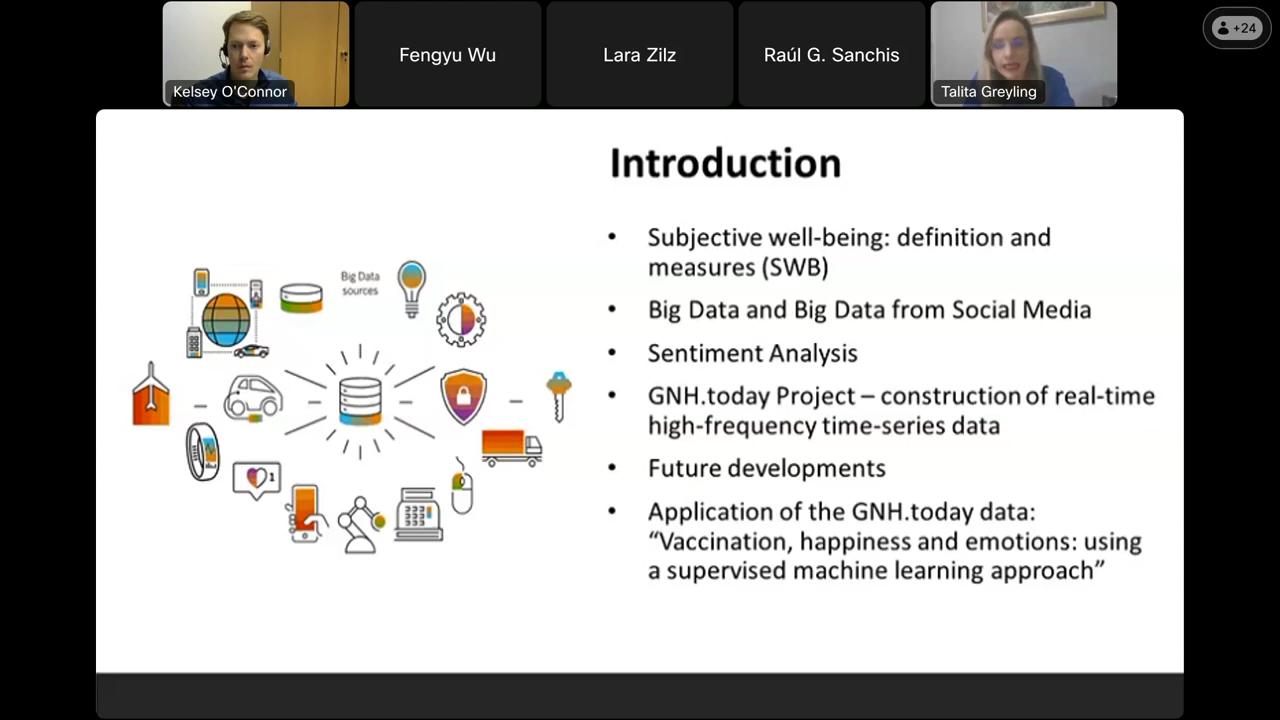 +24
Fengyu Wu
Lara Zilz
Raúl G. Sanchis
Kelsey O'Connor
Talita Greyling
Introduction
• Subjective well-being: definition and
measures (SWB)
• Big Data and Big Data from Social Media
• Sentiment Analysis
• GNH.today Project – construction of real-time
high-frequency time-series data
• Future developments
• Application of the GNH.today data:
“Vaccination, happiness and emotions: using
a supervised machine learning approach”
Big Data
sources
1